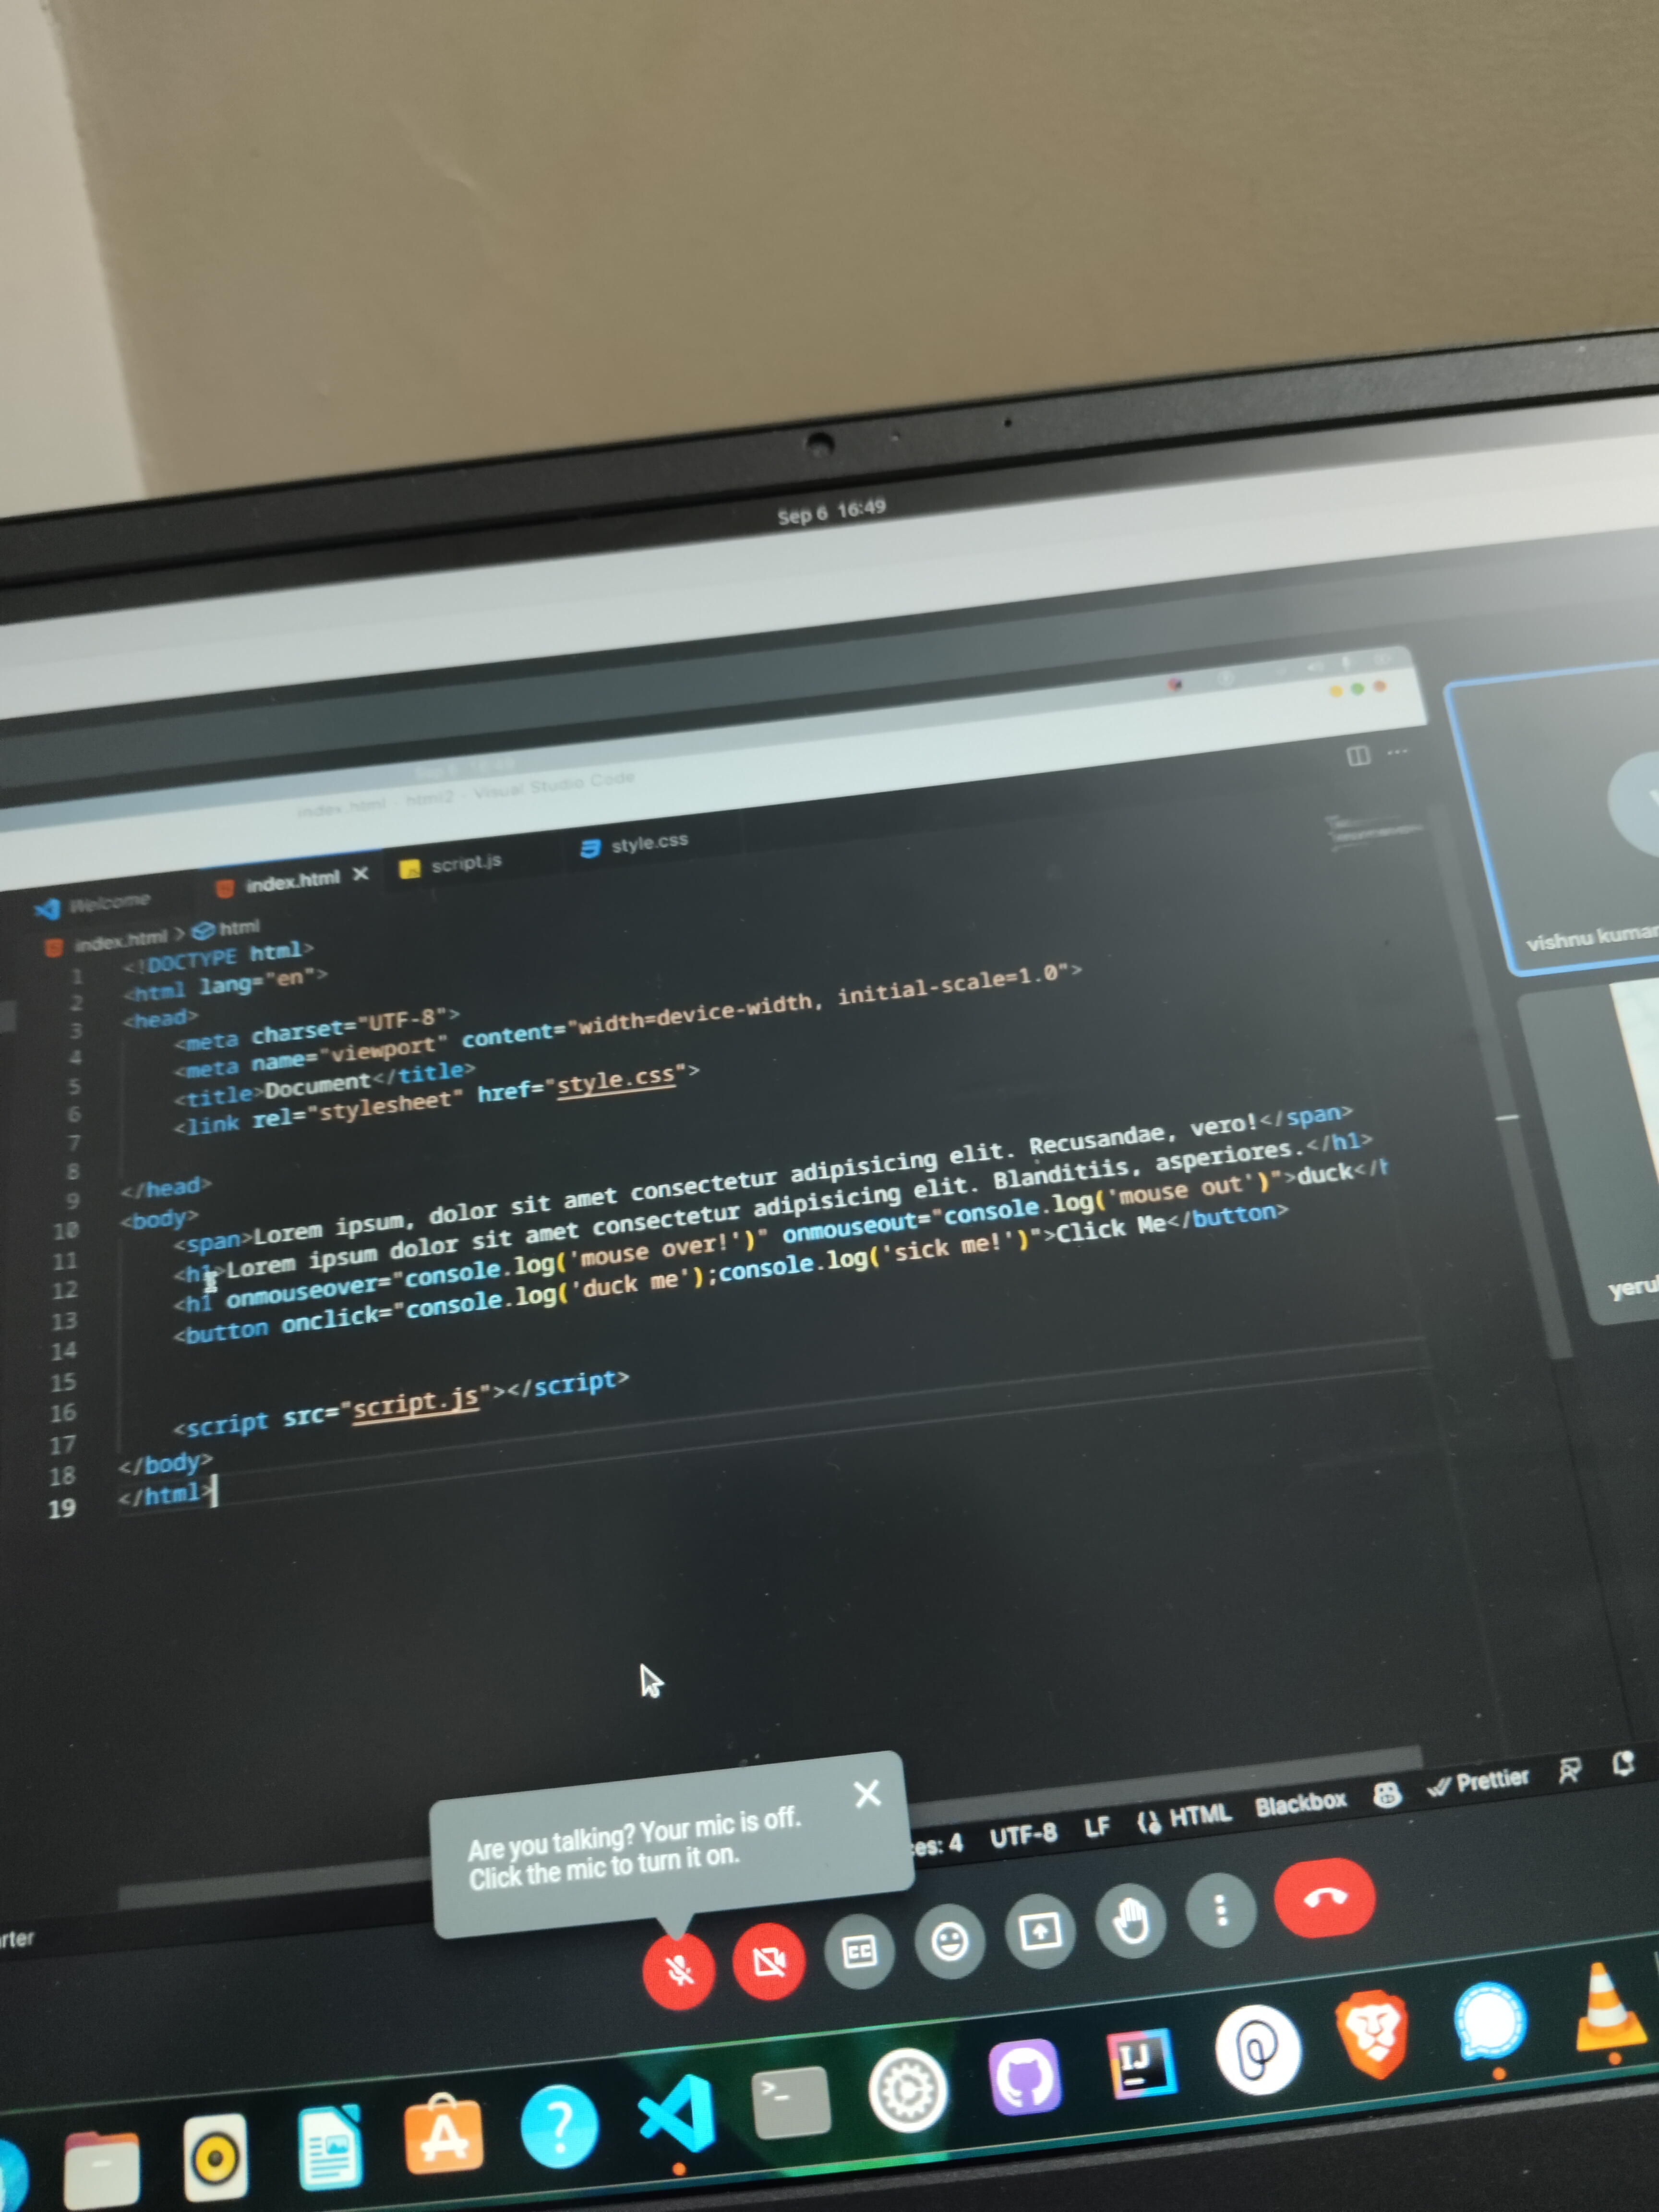 Sep 6 16:49
index.html - html2 - Visual Studio Code
Welcome
index.html
script.js
style.css
index.html > html
1 <!DOCTYPE html>
2 <html lang="en">
3 <head>
4 <meta charset="UTF-8">
5 <meta name="viewport" content="width=device-width, initial-scale=1.0">
6 <title>Document</title>
7 <link rel="stylesheet" href="style.css">
8
9 </head>
10 <body>
11 <span>Lorem ipsum, dolor sit amet consectetur adipisicing elit. Recusandae, vero!</span>
12 <h1>Lorem ipsum dolor sit amet consectetur adipisicing elit. Blanditiis, asperiores.</h1>
13 <h1 onmouseover="console.log('mouse over!')" onmouseout="console.log('mouse out')">duck</h
14 <button onclick="console.log('duck me');console.log('sick me!')">Click Me</button>
15
16
17 <script src="script.js"></script>
18 </body>
19 </html>
vishnu kumar
yeru
Are you talking? Your mic is off.
Click the mic to turn it on.
es: 4 UTF-8 LF HTML Blackbox Prettier
rter
CC
IJ